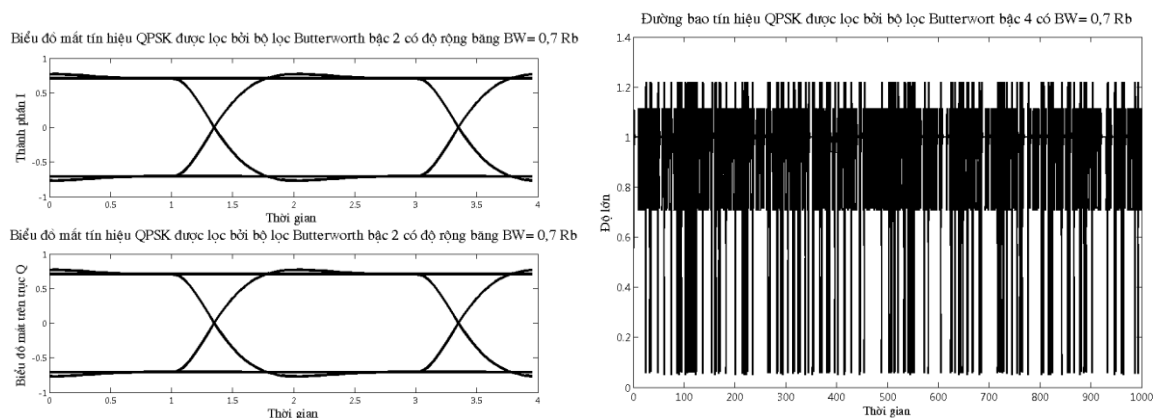 Biểu đồ mắt tín hiệu QPSK được lọc bởi bộ lọc Butterworth bậc 2 có độ rộng băng BW= 0,7 Rb
1
0.5
0
-0.5
-1
Thành phần I
0 0.5 1 1.5 2 2.5 3 3.5 4
Thời gian
Biểu đồ mắt tín hiệu QPSK được lọc bởi bộ lọc Butterworth bậc 2 có độ rộng băng BW= 0,7 Rb
1
0.5
0
-0.5
-1
Biểu đồ mắt trên trục Q
0 0.5 1 1.5 2 2.5 3 3.5 4
Thời gian
Đường bao tín hiệu QPSK được lọc bởi bộ lọc Butterwort bậc 4 có BW= 0,7 Rb
1.4
1.2
1
0.8
0.6
0.4
0.2
0
Độ lớn
0 100 200 300 400 500 600 700 800 900 1000
Thời gian